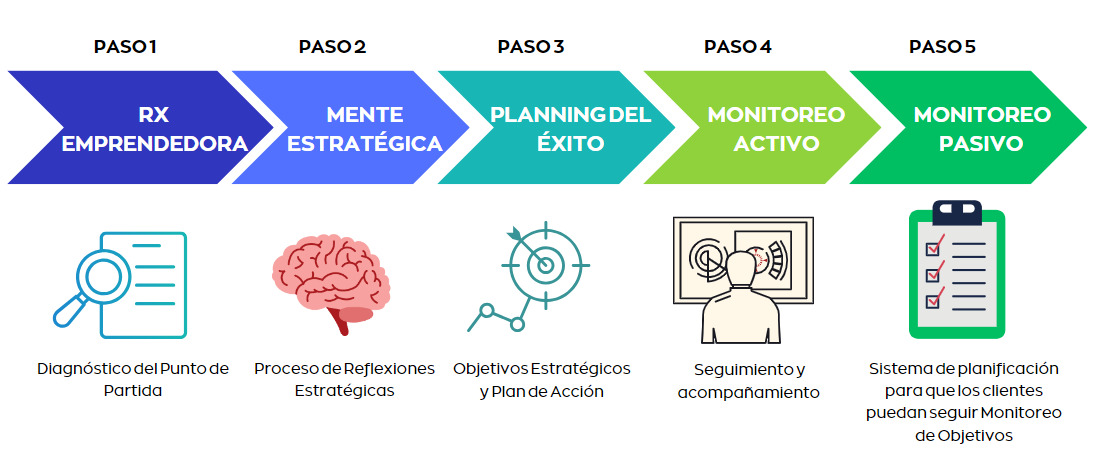 PASO 1
PASO 2
PASO 3
PASO 4
PASO 5
RX
EMPRENDEDORA
MENTE
ESTRATÉGICA
PLANNING DEL
ÉXITO
MONITOREO
ACTIVO
MONITOREO
PASIVO
Diagnóstico del Punto de
Partida
Proceso de Reflexiones
Estratégicas
Objetivos Estratégicos
y Plan de Acción
Seguimiento y
acompañamiento
Sistema de planificación
para que los clientes
puedan seguir Monitoreo
de Objetivos